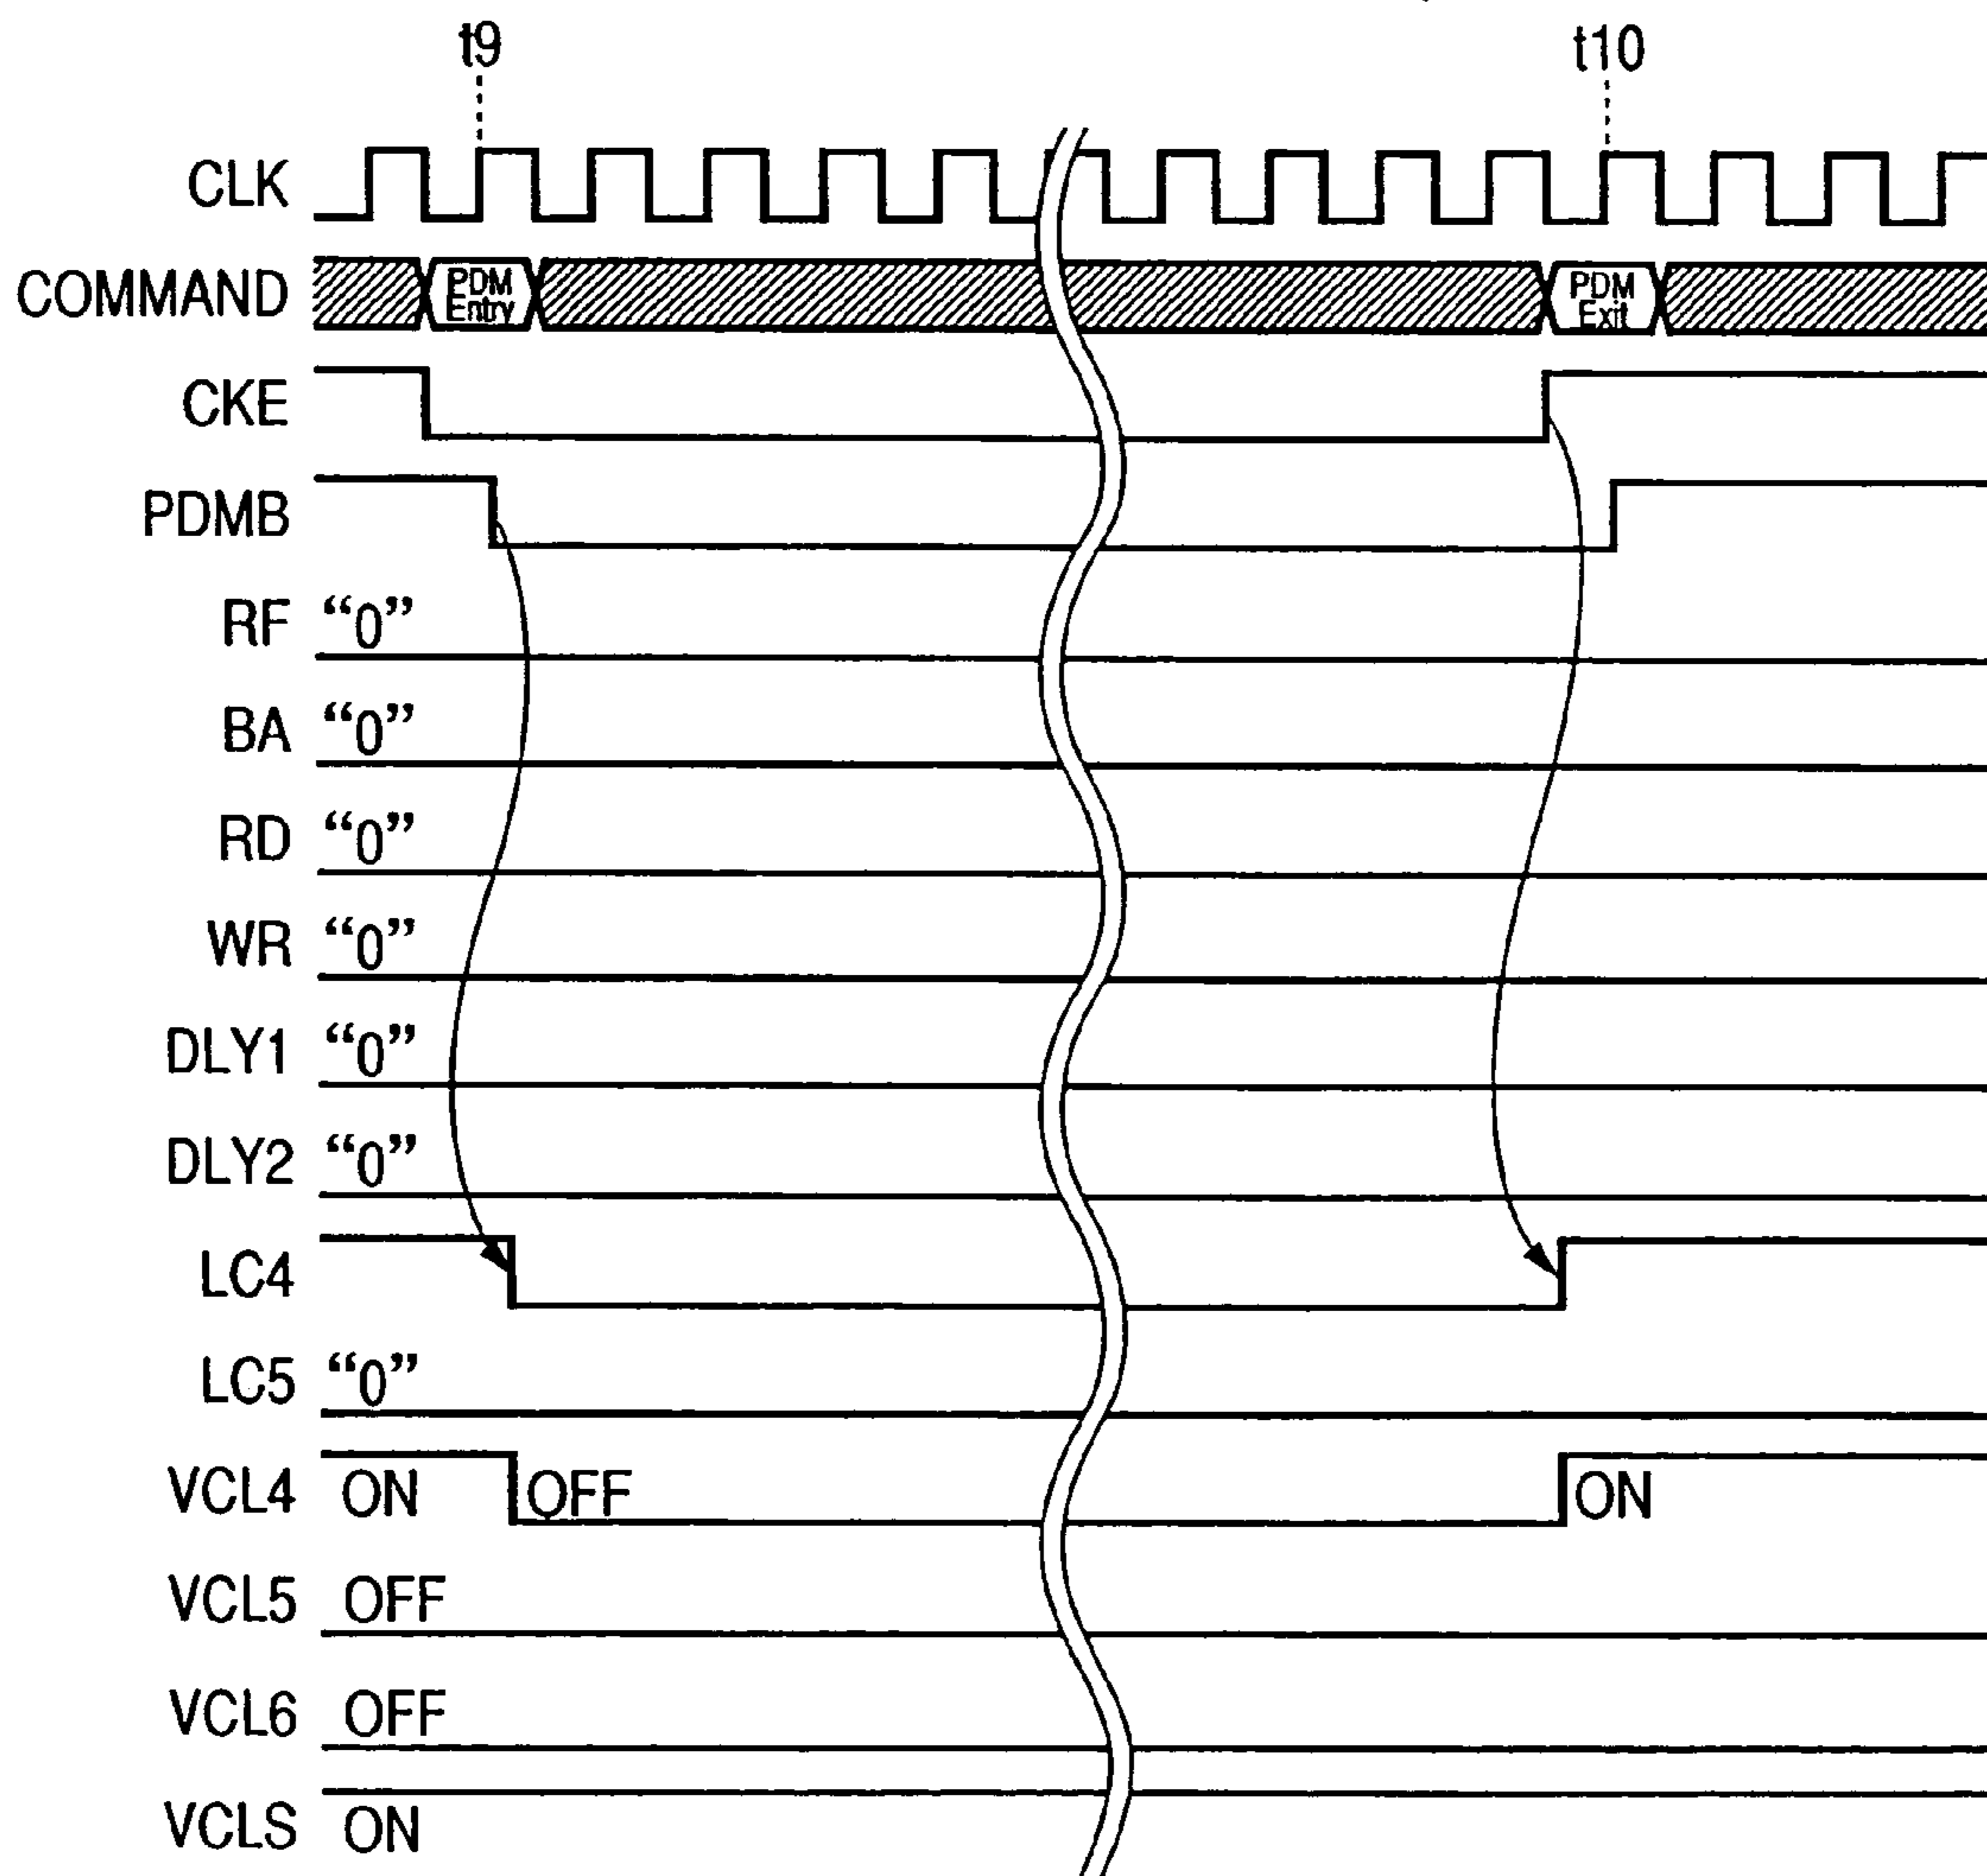 t9 t10
CLK
COMMAND PDM Entry PDM Exit
CKE
PDMB
RF “0”
BA “0”
RD “0”
WR “0”
DLY1 “0”
DLY2 “0”
LC4
LC5 “0”
VCL4 ON OFF ON
VCL5 OFF
VCL6 OFF
VCLS ON